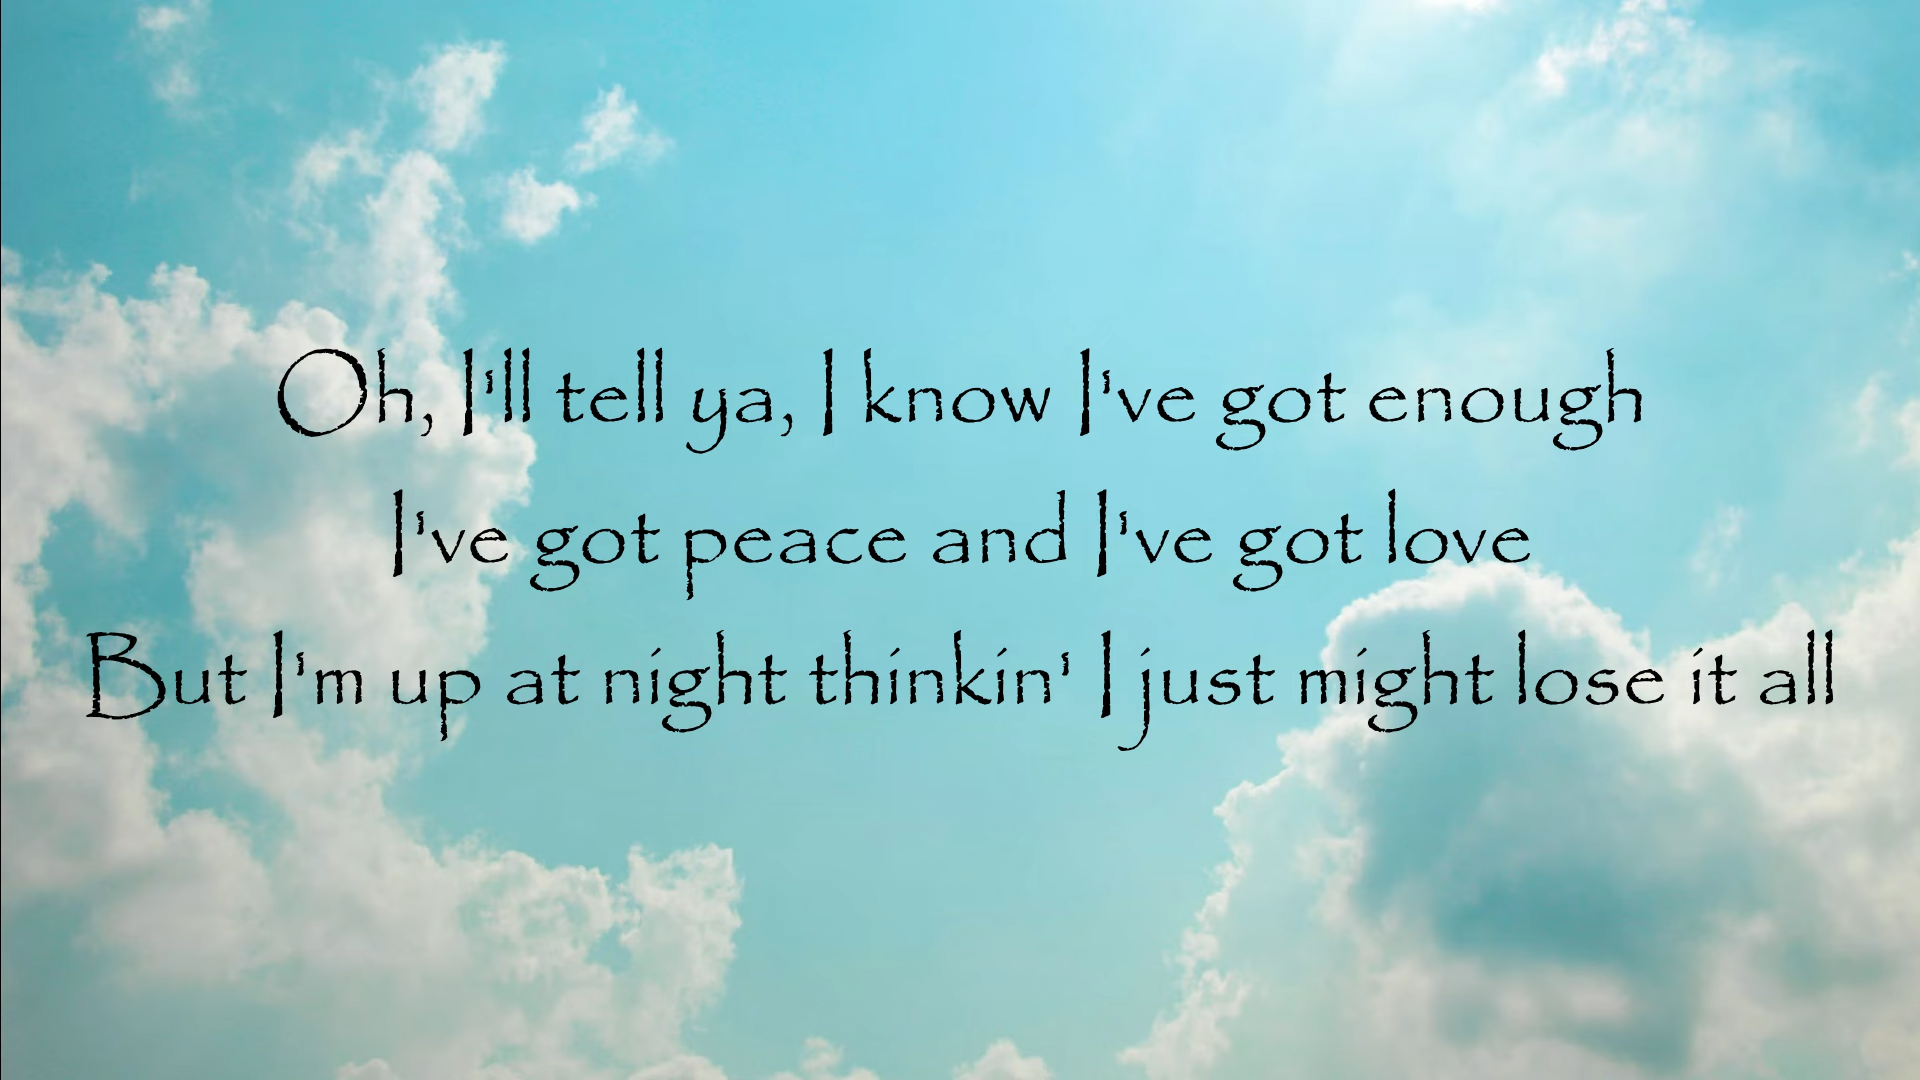 Oh, I'll tell ya, I know I've got enough
I've got peace and I've got love
But I'm up at night thinkin' I just might lose it all